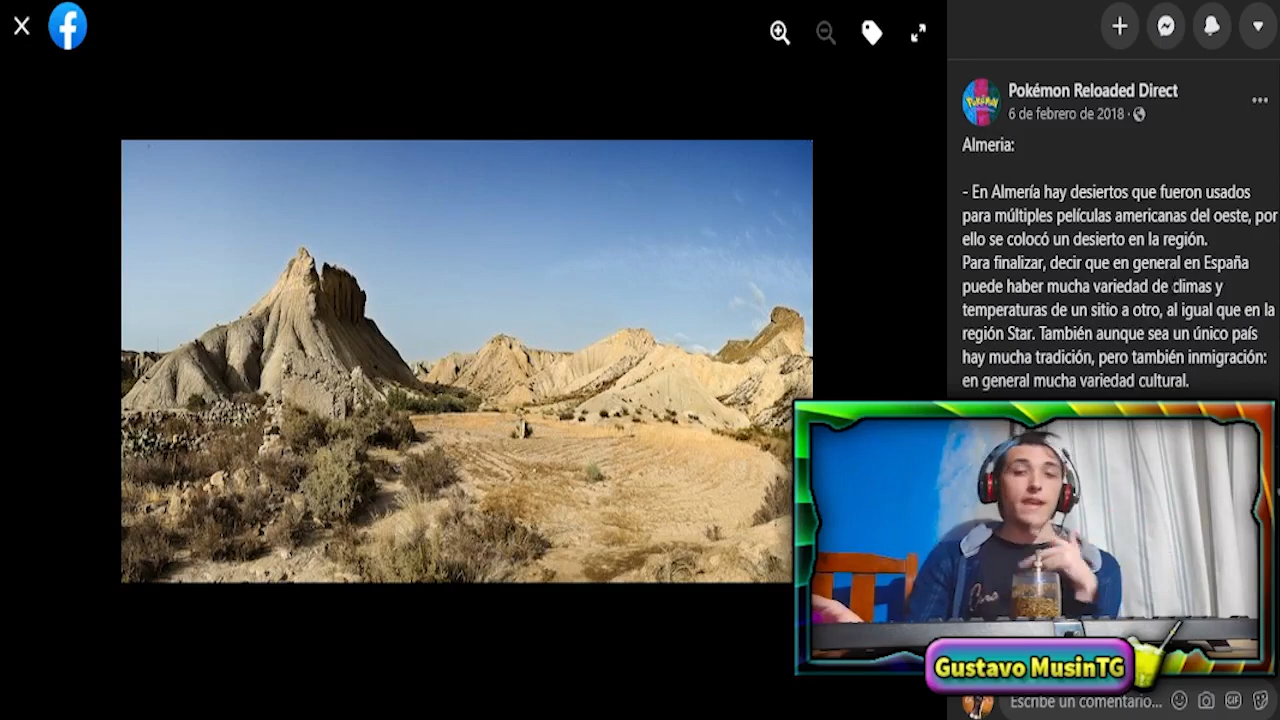 Pokémon Reloaded Direct
6 de febrero de 2018 ·
Almeria:
- En Almería hay desiertos que fueron usados
para múltiples películas americanas del oeste, por
ello se colocó un desierto en la región.
Para finalizar, decir que en general en España
puede haber mucha variedad de climas y
temperaturas de un sitio a otro, al igual que en la
región Star. También aunque sea un único país
hay mucha tradición, pero también inmigración:
en general mucha variedad cultural.
Gustavo MusinTG
Escribe un comentario...
GIF